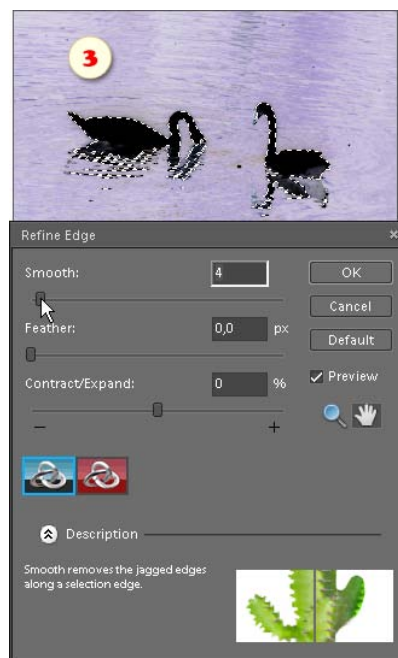 3
Refine Edge ×
Smooth: 4 OK
Cancel
Feather: 0,0 px Default
Contract/Expand: 0 % Preview
− +
Description
Smooth removes the jagged edges
along a selection edge.